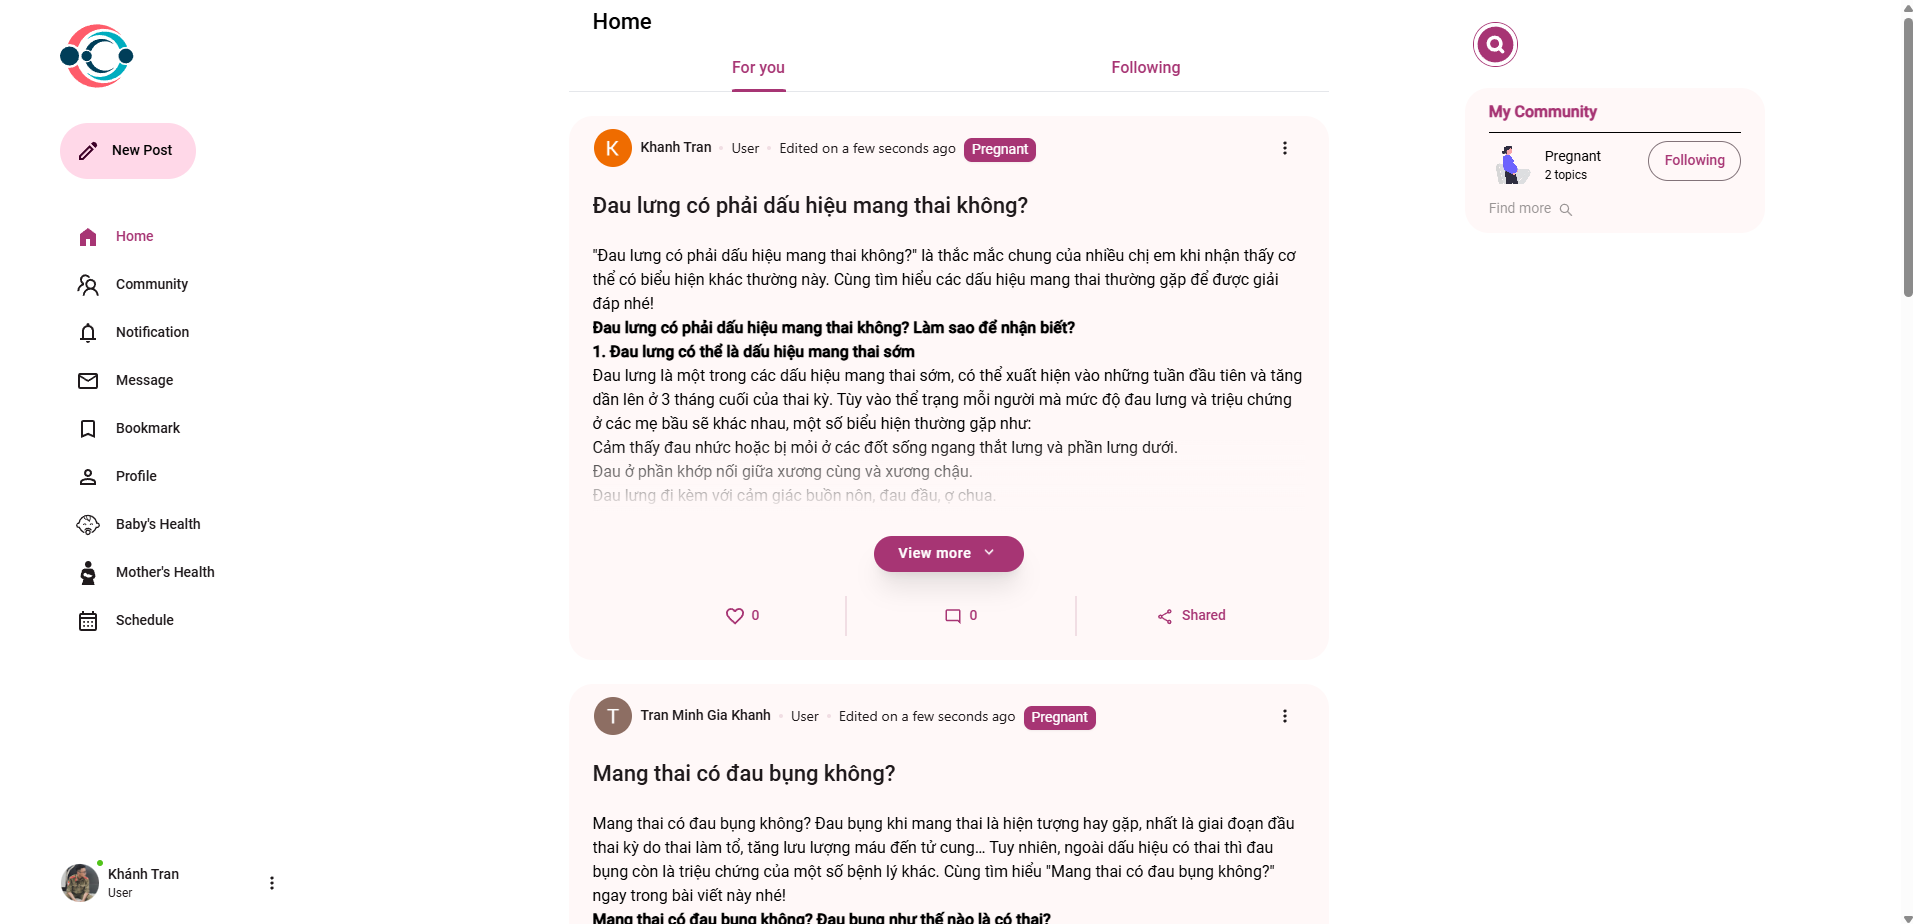 Home
For you
Following
New Post
Home
Community
Notification
Message
Bookmark
Profile
Baby's Health
Mother's Health
Schedule
Khánh Tran
User
K
Khanh Tran User Edited on a few seconds ago Pregnant
Đau lưng có phải dấu hiệu mang thai không?
"Đau lưng có phải dấu hiệu mang thai không?" là thắc mắc chung của nhiều chị em khi nhận thấy cơ
thể có biểu hiện khác thường này. Cùng tìm hiểu các dấu hiệu mang thai thường gặp để được giải
đáp nhé!
Đau lưng có phải dấu hiệu mang thai không? Làm sao để nhận biết?
1. Đau lưng có thể là dấu hiệu mang thai sớm
Đau lưng là một trong các dấu hiệu mang thai sớm, có thể xuất hiện vào những tuần đầu tiên và tăng
dần lên ở 3 tháng cuối của thai kỳ. Tùy vào thể trạng mỗi người mà mức độ đau lưng và triệu chứng
ở các mẹ bầu sẽ khác nhau, một số biểu hiện thường gặp như:
Cảm thấy đau nhức hoặc bị mỏi ở các đốt sống ngang thắt lưng và phần lưng dưới.
Đau ở phần khớp nối giữa xương cùng và xương chậu.
Đau lưng đi kèm với cảm giác buồn nôn, đau đầu, ợ chua.
View more
0
0
Shared
T
Tran Minh Gia Khanh User Edited on a few seconds ago Pregnant
Mang thai có đau bụng không?
Mang thai có đau bụng không? Đau bụng khi mang thai là hiện tượng hay gặp, nhất là giai đoạn đầu
thai kỳ do thai làm tổ, tăng lưu lượng máu đến tử cung… Tuy nhiên, ngoài dấu hiệu có thai thì đau
bụng còn là triệu chứng của một số bệnh lý khác. Cùng tìm hiểu "Mang thai có đau bụng không?"
ngay trong bài viết này nhé!
Mang thai có đau bụng không? Đau bụng như thế nào là có thai?
My Community
Pregnant
2 topics
Following
Find more